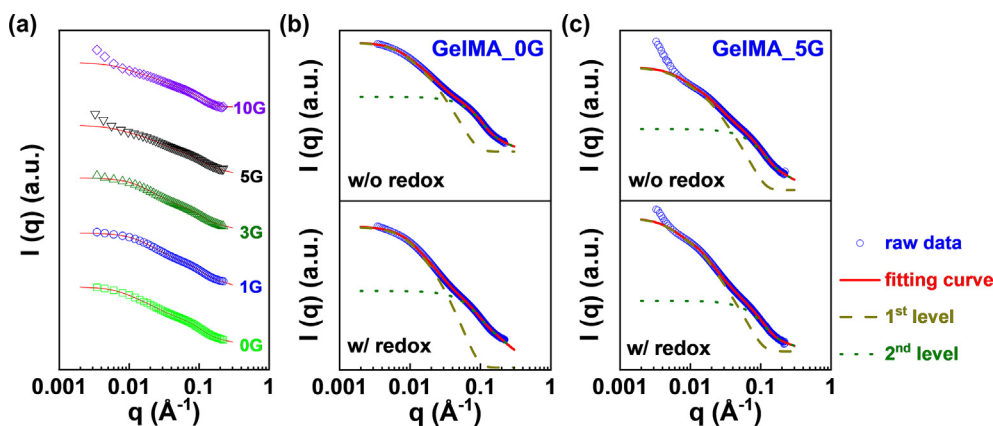 (a)
I (q) (a.u.)
10G
5G
3G
1G
0G
0.001 0.01 0.1 1
q (Å⁻¹)
(b)
GelMA_0G
I (q) (a.u.)
w/o redox
I (q) (a.u.)
w/ redox
0.001 0.01 0.1 1
q (Å⁻¹)
(c)
GelMA_5G
I (q) (a.u.)
w/o redox
I (q) (a.u.)
w/ redox
0.001 0.01 0.1 1
q (Å⁻¹)
raw data
fitting curve
1ˢᵗ level
2ⁿᵈ level